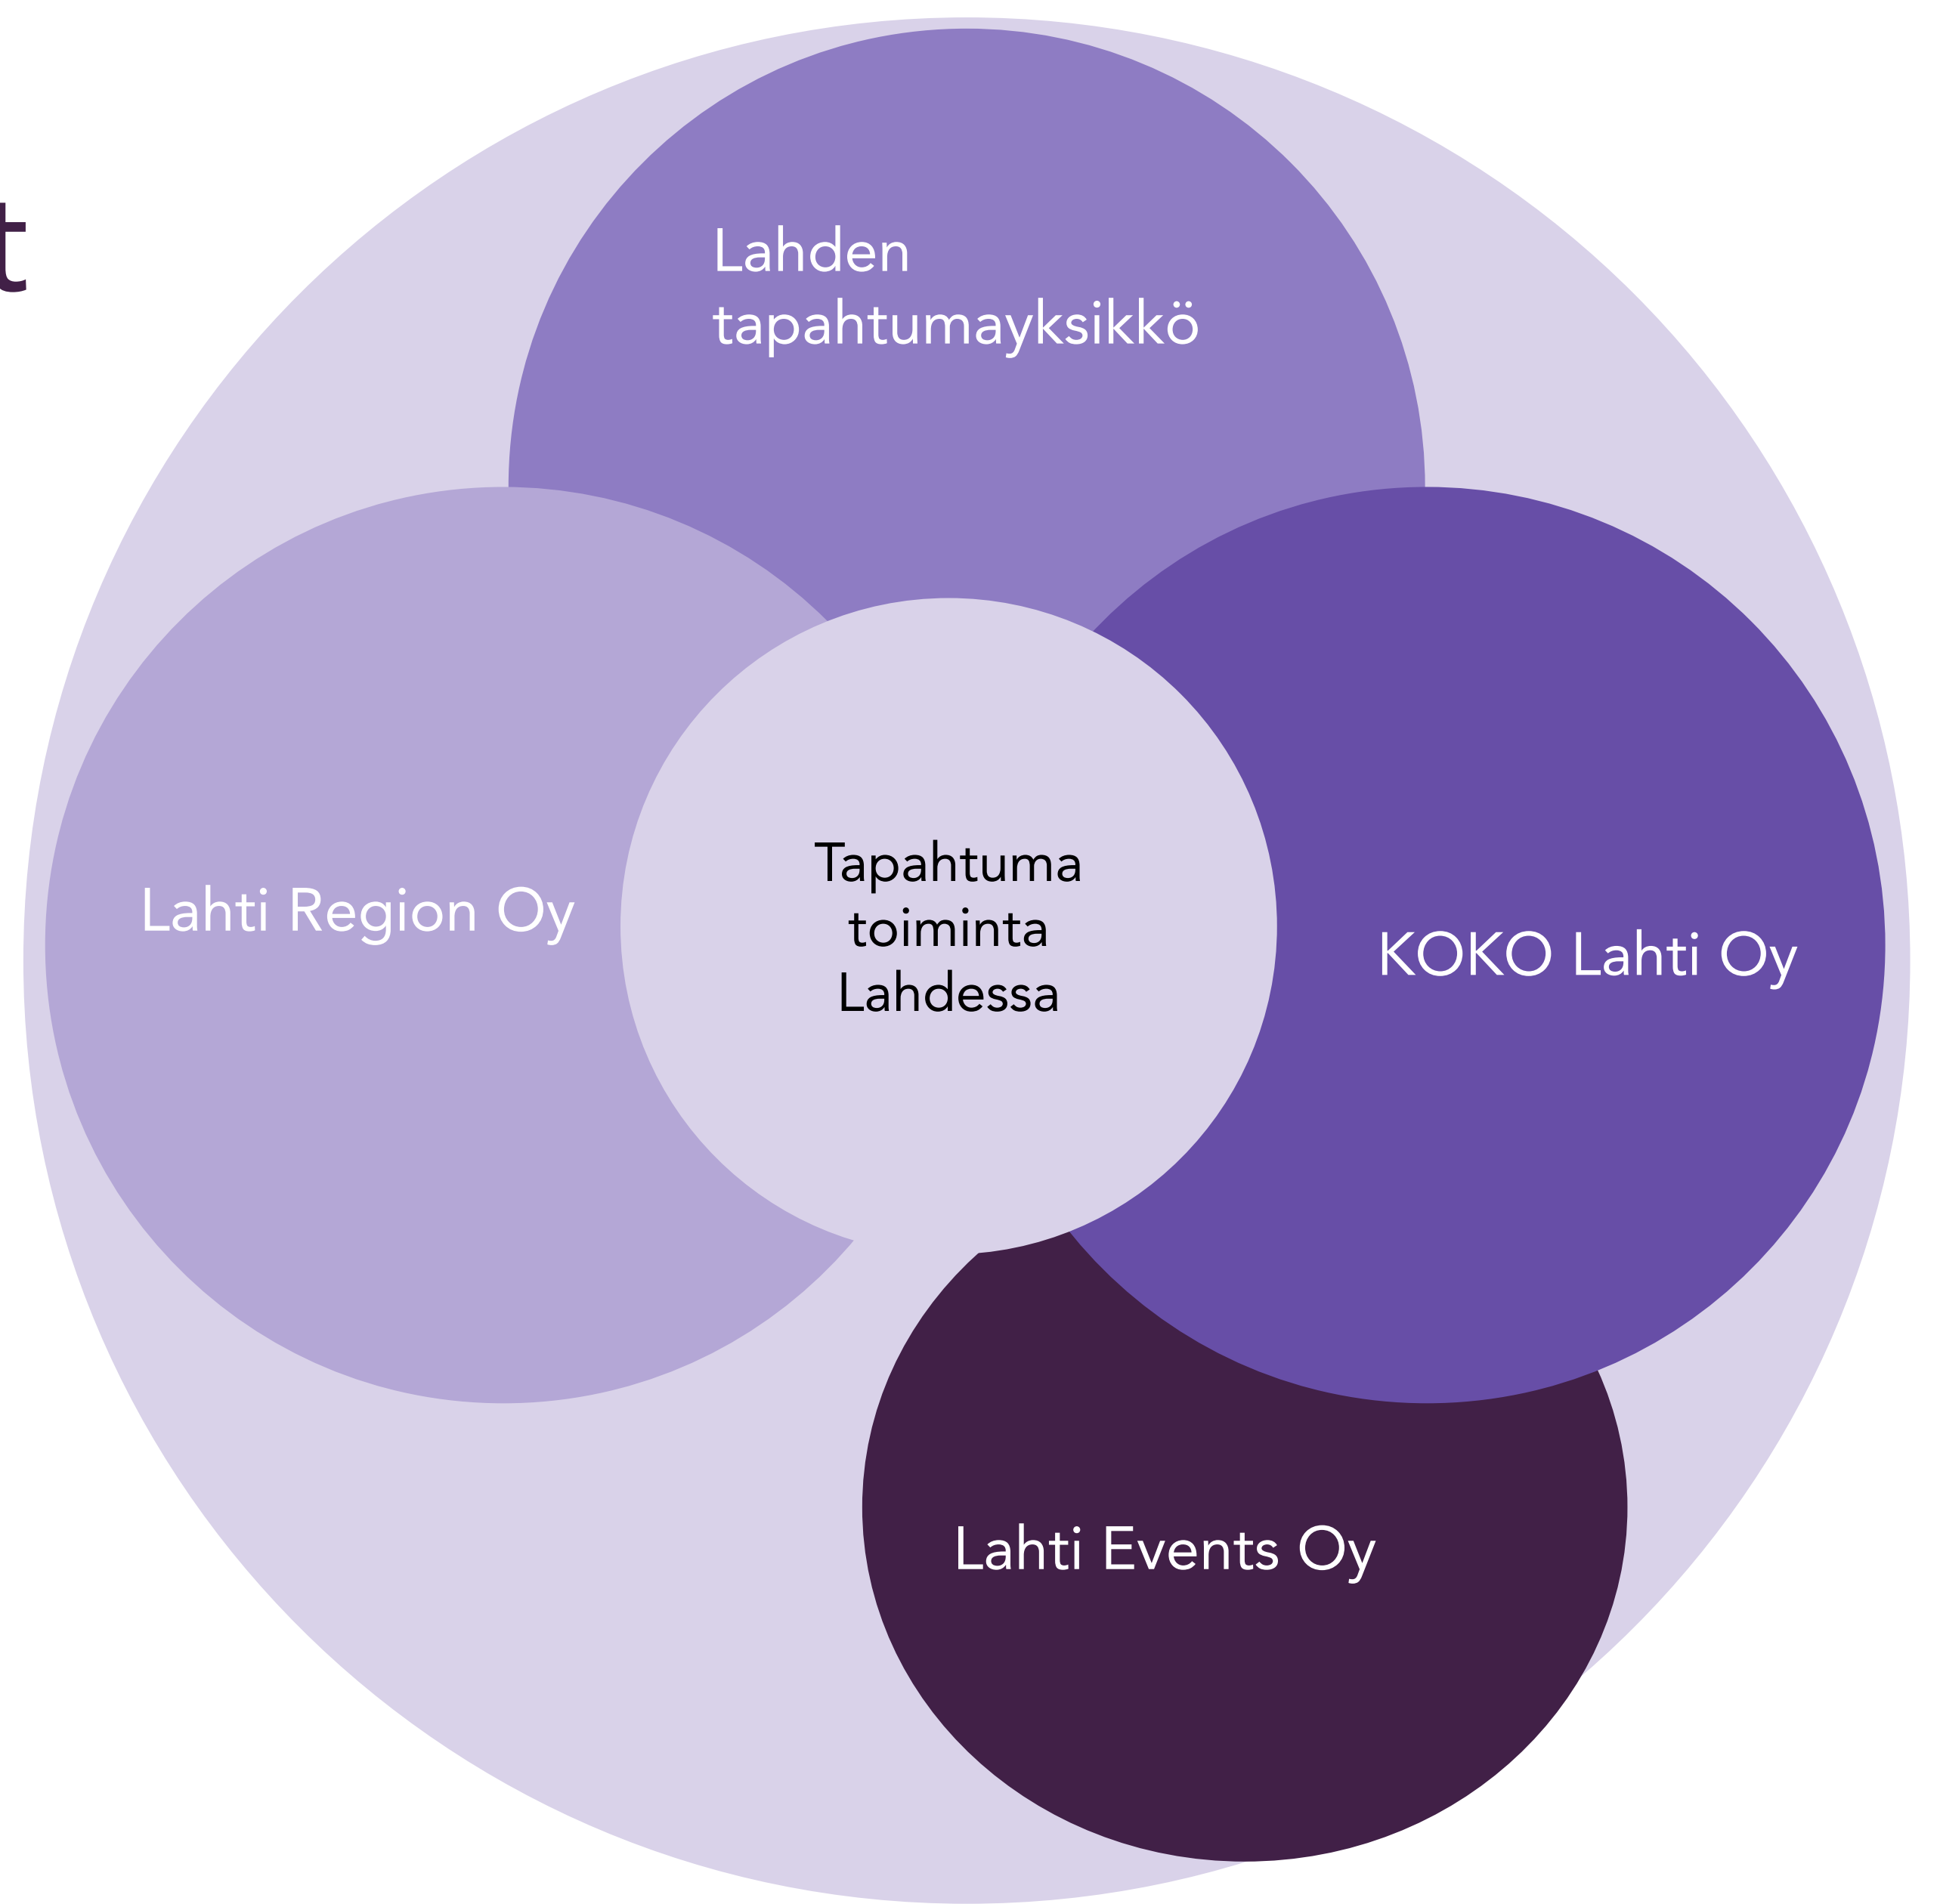 t
Lahden
tapahtumayksikkö
Lahti Region Oy
Tapahtuma
toiminta
Lahdessa
KOKO Lahti Oy
Lahti Events Oy